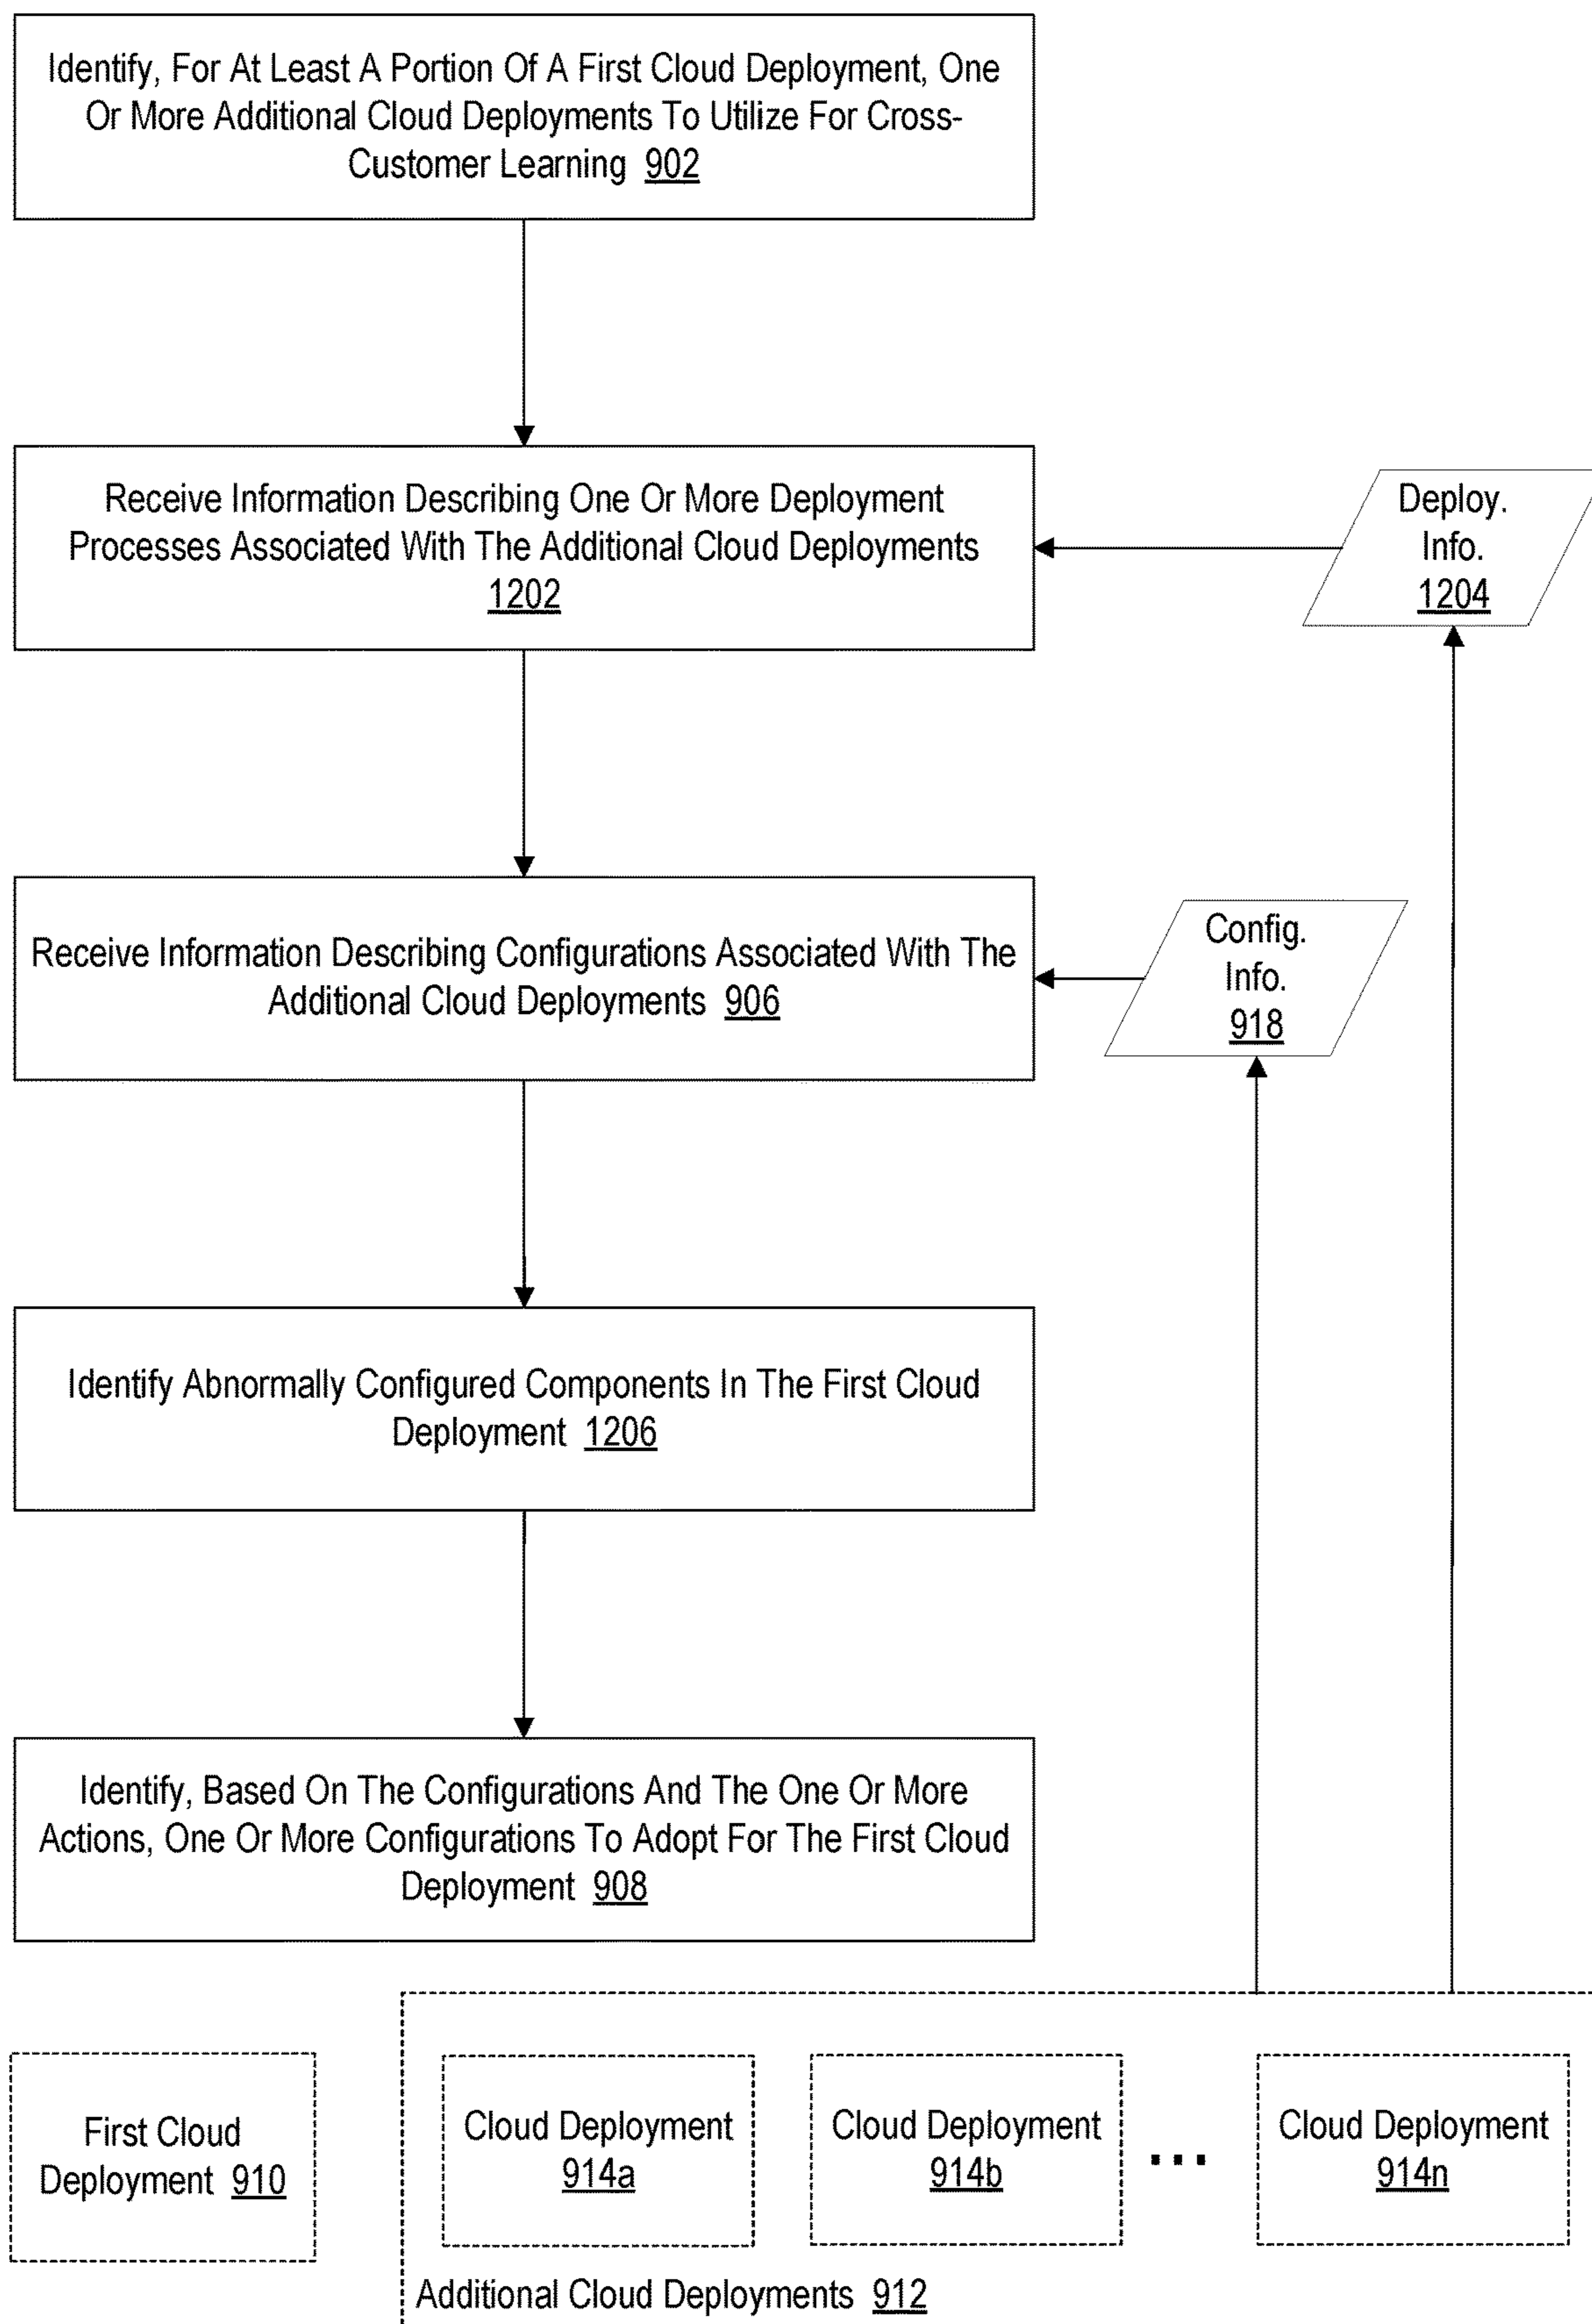 Identify, For At Least A Portion Of A First Cloud Deployment, One
Or More Additional Cloud Deployments To Utilize For Cross-
Customer Learning 902
Receive Information Describing One Or More Deployment
Processes Associated With The Additional Cloud Deployments
1202
Deploy.
Info.
1204
Receive Information Describing Configurations Associated With The
Additional Cloud Deployments 906
Config.
Info.
918
Identify Abnormally Configured Components In The First Cloud
Deployment 1206
Identify, Based On The Configurations And The One Or More
Actions, One Or More Configurations To Adopt For The First Cloud
Deployment 908
First Cloud
Deployment 910
Cloud Deployment
914a
Cloud Deployment
914b
...
Cloud Deployment
914n
Additional Cloud Deployments 912